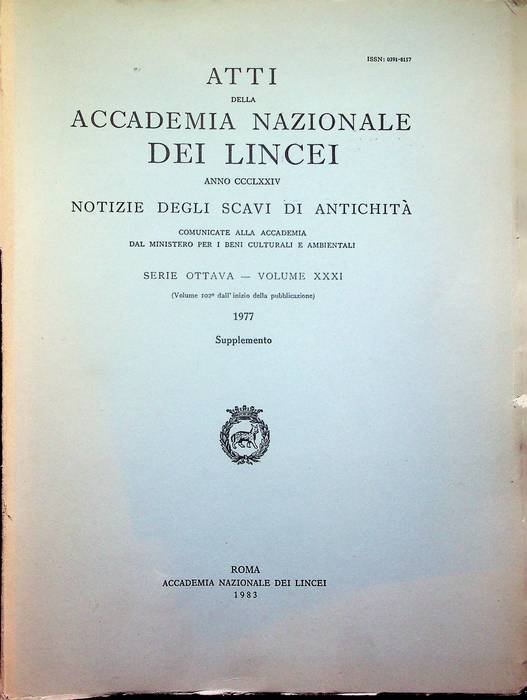 ISSN: 0391-8157
ATTI
DELLA
ACCADEMIA NAZIONALE
DEI LINCEI
ANNO CCCLXXIV
NOTIZIE DEGLI SCAVI DI ANTICHITÀ
COMUNICATE ALLA ACCADEMIA
DAL MINISTERO PER I BENI CULTURALI E AMBIENTALI
SERIE OTTAVA — VOLUME XXXI
(Volume 102º dall'inizio della pubblicazione)
1977
Supplemento
ROMA
ACCADEMIA NAZIONALE DEI LINCEI
1983